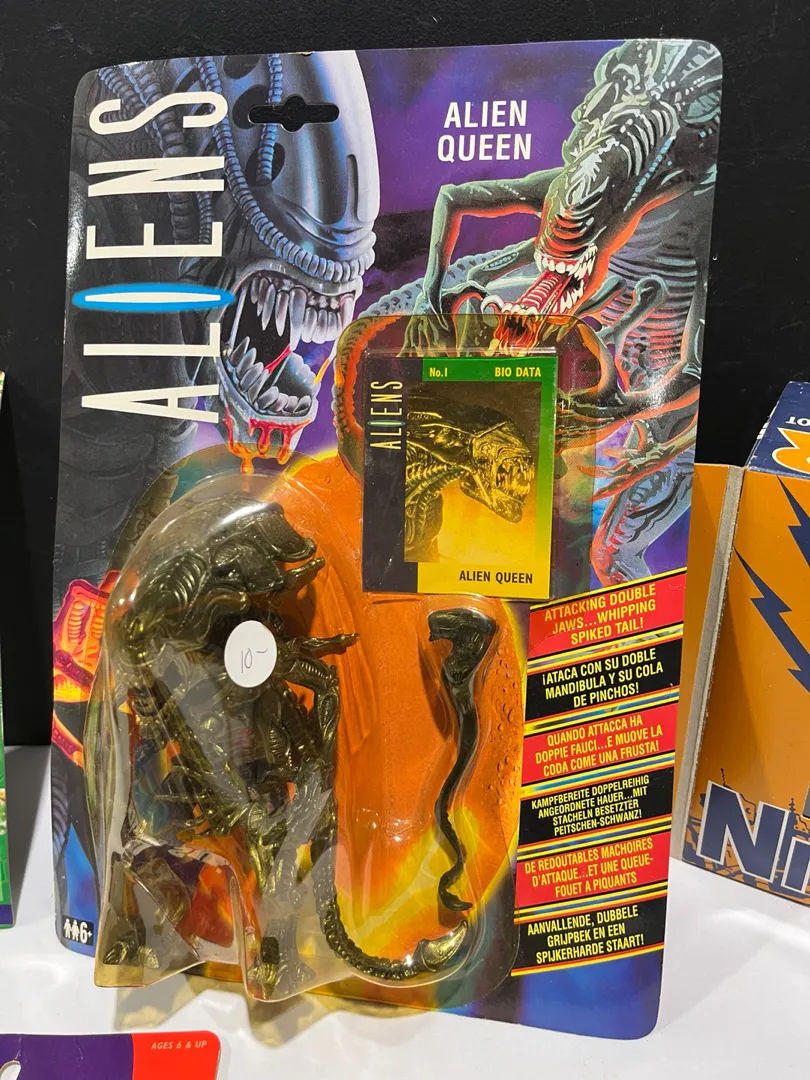 ALIENS
ALIEN
QUEEN
No.1 BIO DATA
ALIENS
ALIEN QUEEN
10-
ATTACKING DOUBLE
JAWS...WHIPPING
SPIKED TAIL!
¡ATACA CON SU DOBLE
MANDIBULA Y SU COLA
DE PINCHOS!
QUANDO ATTACCA HA
DOPPIE FAUCI...E MUOVE LA
CODA COME UNA FRUSTA!
KAMPFBEREITE DOPPELREIHIG
ANGEORDNETE HAUER...MIT
STACHELN BESETZTER
PEITSCHEN-SCHWANZ!
DE REDOUTABLES MACHOIRES
D'ATTAQUE...ET UNE QUEUE-
FOUET A PIQUANTS
AANVALLENDE, DUBBELE
GRIJPBEK EN EEN
SPIJKERHARDE STAART!
6+
AGES 6 & UP
10
Ni